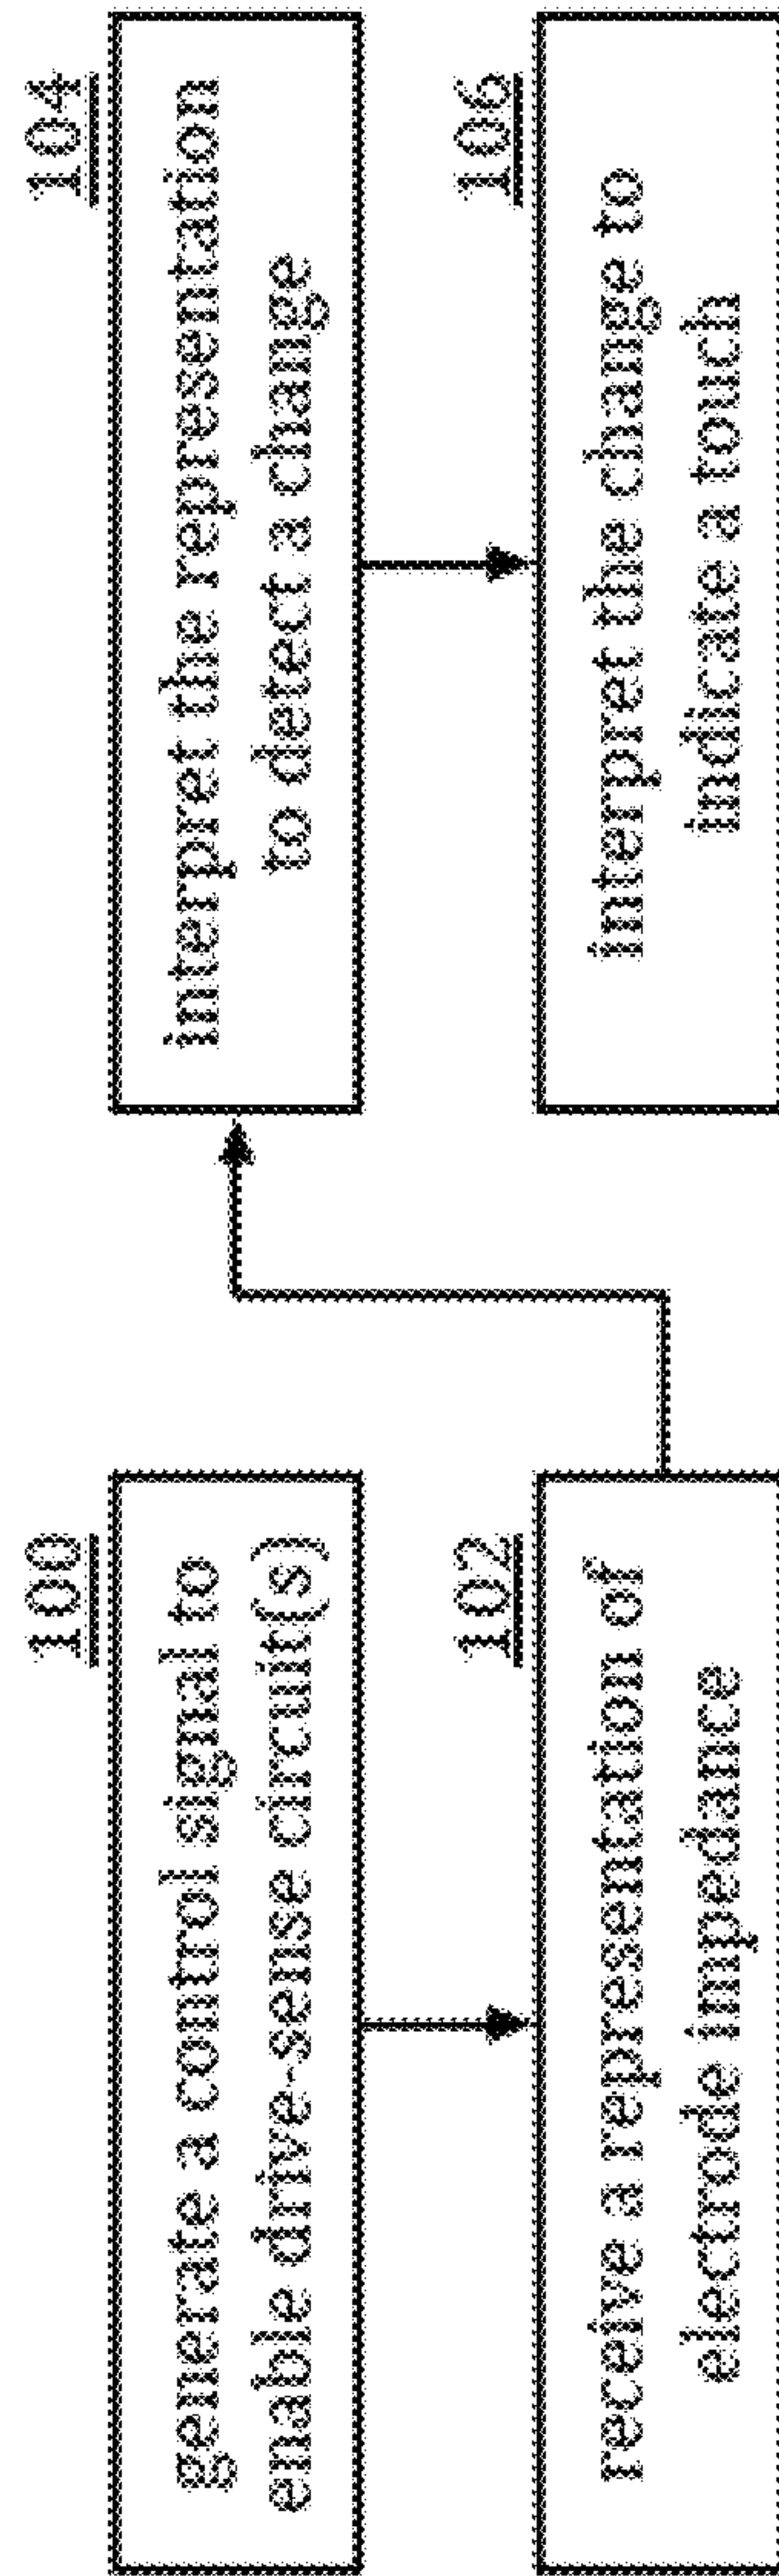 100
generate a control signal to
enable drive-sense circuit(s)
102
receive a representation of
electrode impedance
104
interpret the representation
to detect a change
106
interpret the change to
indicate a touch